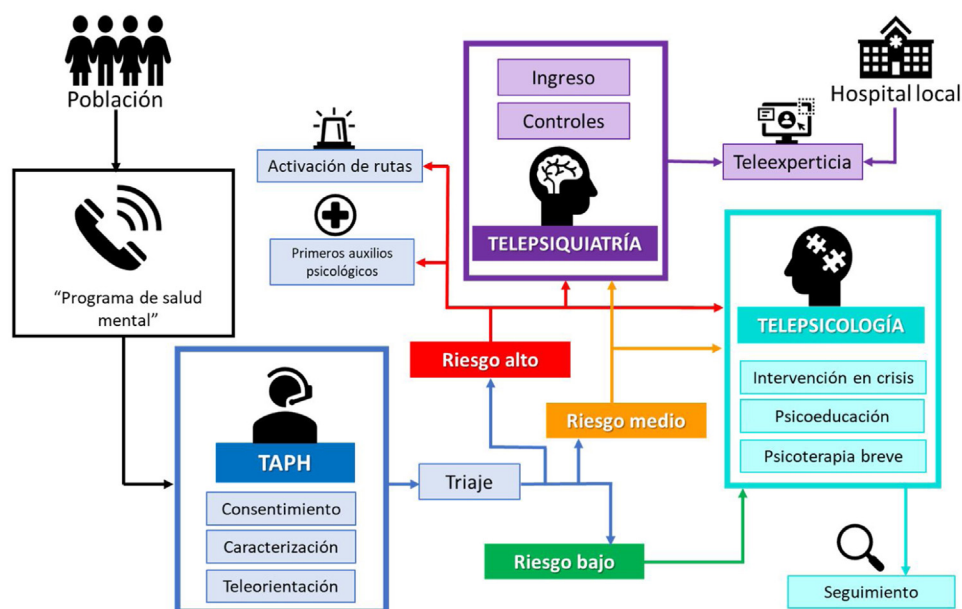 Población
"Programa de salud
mental"
Activación de rutas
Primeros auxilios
psicológicos
Ingreso
Controles
TELEPSIQUIATRÍA
Hospital local
Teleexperticia
TELEPSICOLOGÍA
Intervención en crisis
Psicoeducación
Psicoterapia breve
Riesgo alto
Riesgo medio
Riesgo bajo
TAPH
Consentimiento
Caracterización
Teleorientación
Triaje
Seguimiento